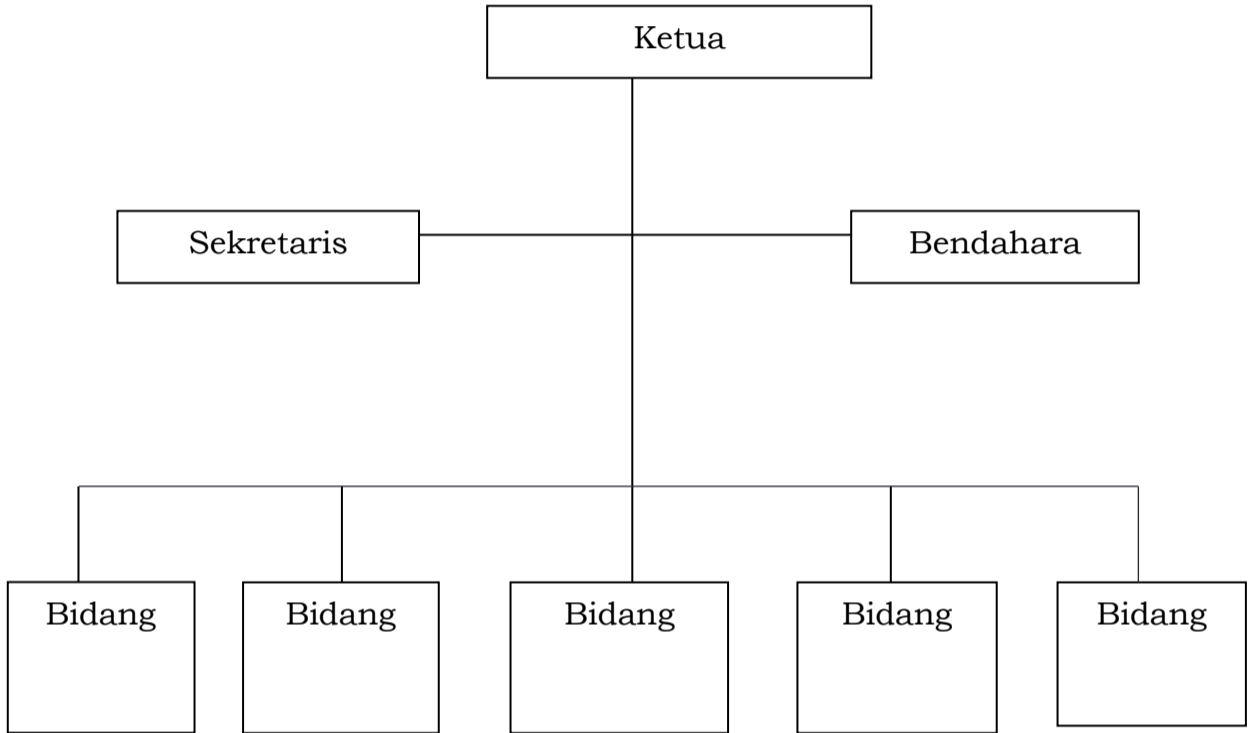 Ketua
Sekretaris
Bendahara
Bidang
Bidang
Bidang
Bidang
Bidang